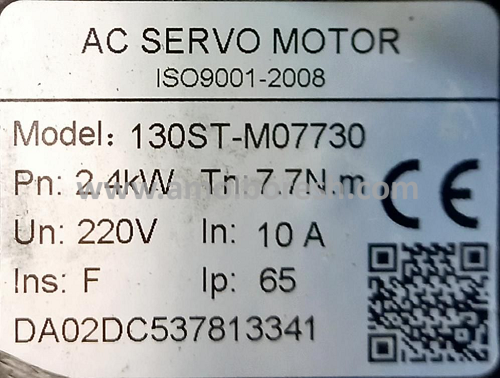 AC SERVO MOTOR
ISO9001-2008
Model: 130ST-M07730
Pn: 2.4kW Tn 7.7N.m
Un: 220V In: 10 A
Ins: F Ip: 65
DA02DC537813341
CE